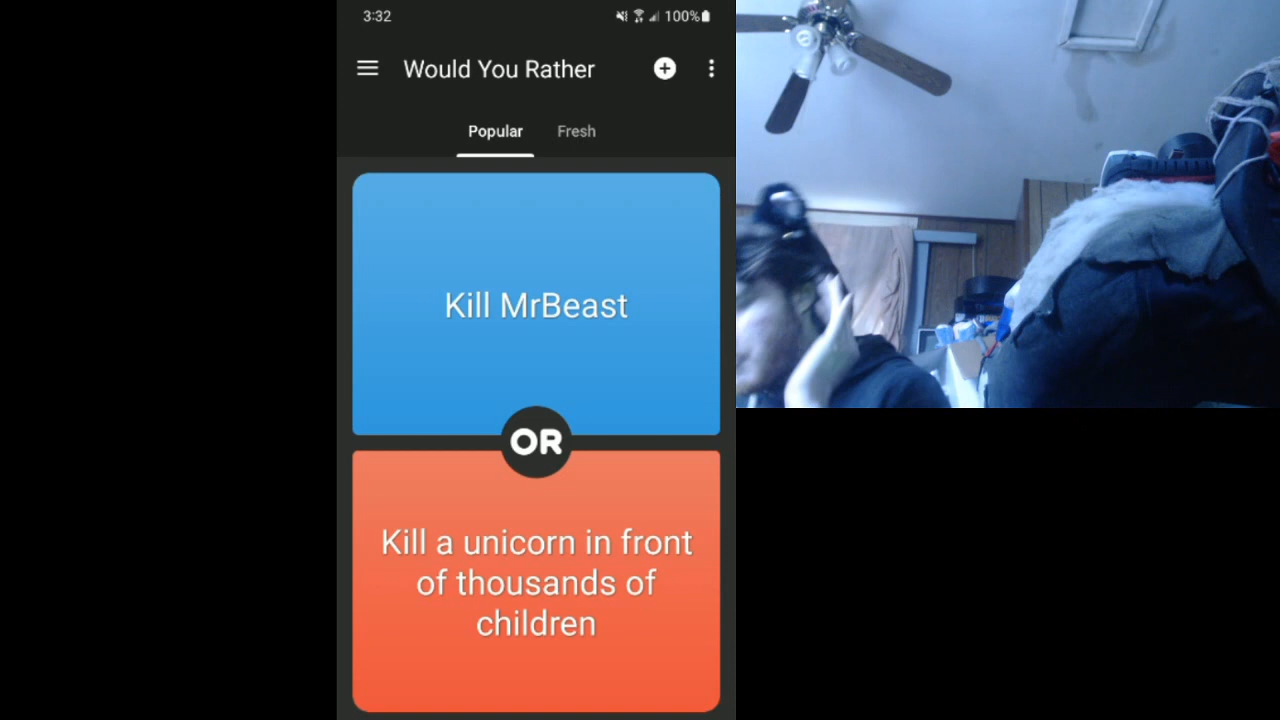 3:32
100%
Would You Rather
Popular
Fresh
Kill MrBeast
OR
Kill a unicorn in front
of thousands of
children